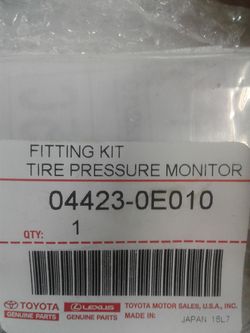 FITTING KIT
TIRE PRESSURE MONITOR
04423-0E010
QTY: 1
TOYOTA LEXUS TOYOTA MOTOR SALES, U.S.A., INC.
GENUINE PARTS GENUINE PARTS MADE IN: JAPAN 16L7